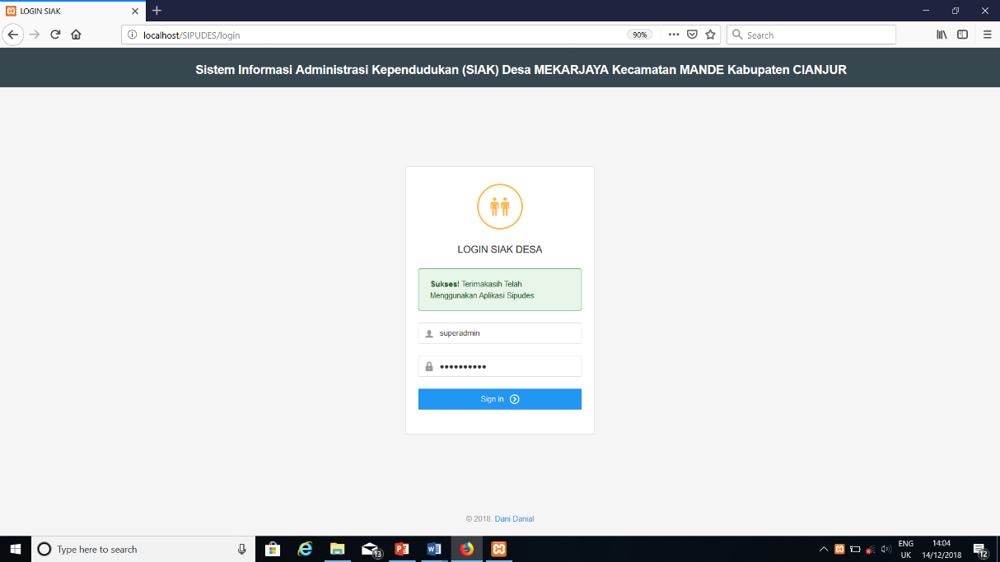 LOGIN SIAK
localhost/SIPUDES/login
90%
Search
Sistem Informasi Administrasi Kependudukan (SIAK) Desa MEKARJAYA Kecamatan MANDE Kabupaten CIANJUR
LOGIN SIAK DESA
Sukses! Terimakasih Telah
Menggunakan Aplikasi Sipudes
superadmin
••••••••••
Sign in
© 2018. Dani Danial
Type here to search
13
ENG
UK
14:04
14/12/2018
12